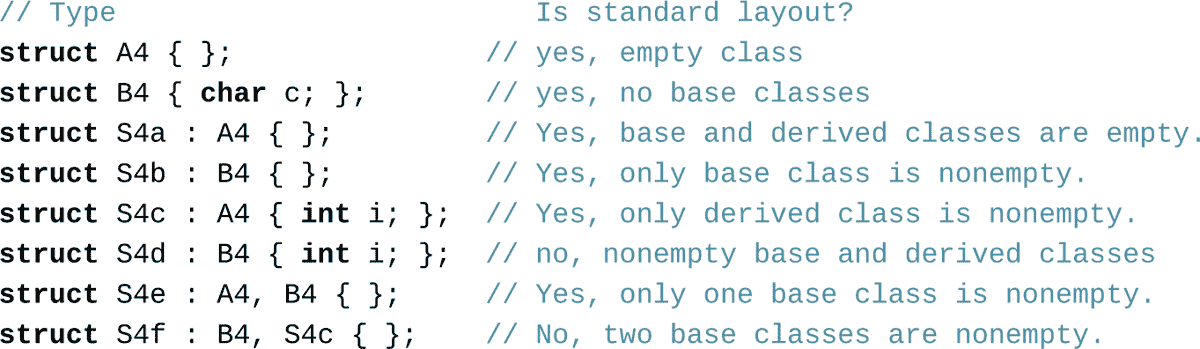 // Type                         Is standard layout?
struct A4 { };               // yes, empty class
struct B4 { char c; };       // yes, no base classes
struct S4a : A4 { };         // Yes, base and derived classes are empty.
struct S4b : B4 { };         // Yes, only base class is nonempty.
struct S4c : A4 { int i; };  // Yes, only derived class is nonempty.
struct S4d : B4 { int i; };  // no, nonempty base and derived classes
struct S4e : A4, B4 { };     // Yes, only one base class is nonempty.
struct S4f : B4, S4c { };    // No, two base classes are nonempty.